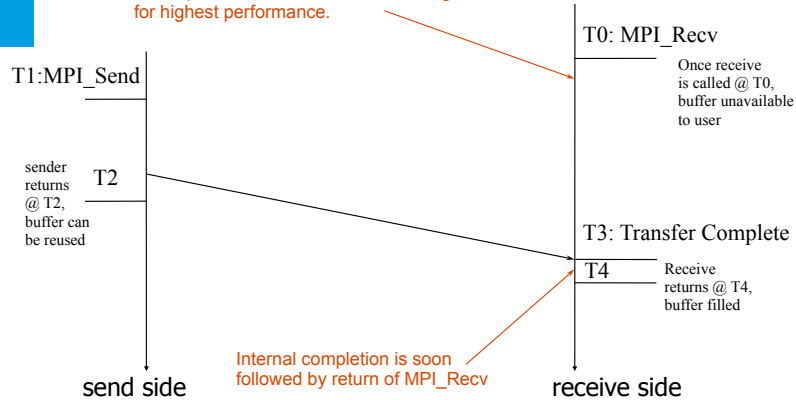 for highest performance.
T0: MPI_Recv
Once receive
is called @ T0,
buffer unavailable
to user
T1:MPI_Send
sender
returns
@ T2,
buffer can
be reused
T2
T3: Transfer Complete
T4
Receive
returns @ T4,
buffer filled
Internal completion is soon
followed by return of MPI_Recv
send side
receive side